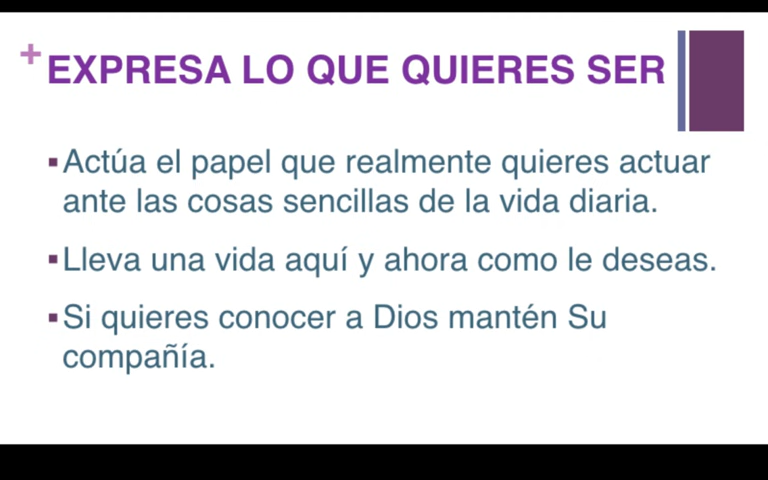 +
EXPRESA LO QUE QUIERES SER
▪Actúa el papel que realmente quieres actuar
ante las cosas sencillas de la vida diaria.
▪Lleva una vida aquí y ahora como le deseas.
▪Si quieres conocer a Dios mantén Su
compañía.